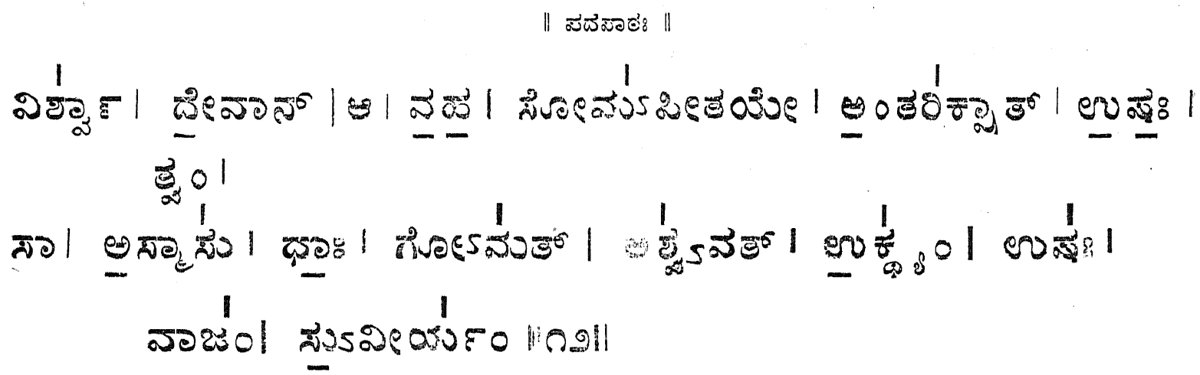 ॥ ಪದಪಾಠಃ ॥
ವಿಶ್ವಾ॑ನ್ । ದೇ॒ವಾನ್ । ಆ । ವ॒ಹ॒ । ಸೋಮ॑ಽಪೀತಯೇ । ಅಂ॒ತರಿ॑ಕ್ಷಾತ್ । ಉ॒ಷಃ॒ ।
ತ್ವಂ ।
ಸಾ । ಅ॒ಸ್ಮಾಸು॑ । ಧಾಃ॒ । ಗೋಽಮ॑ತ್ । ಅಶ್ವ॑ಽವತ್ । ಉ॒ಕ್ಥ್ಯಂ॑ । ಉಷಃ॑ ।
ವಾಜಂ॑ । ಸು॒ಽವೀರ್ಯಂ॑ ॥೧೨॥